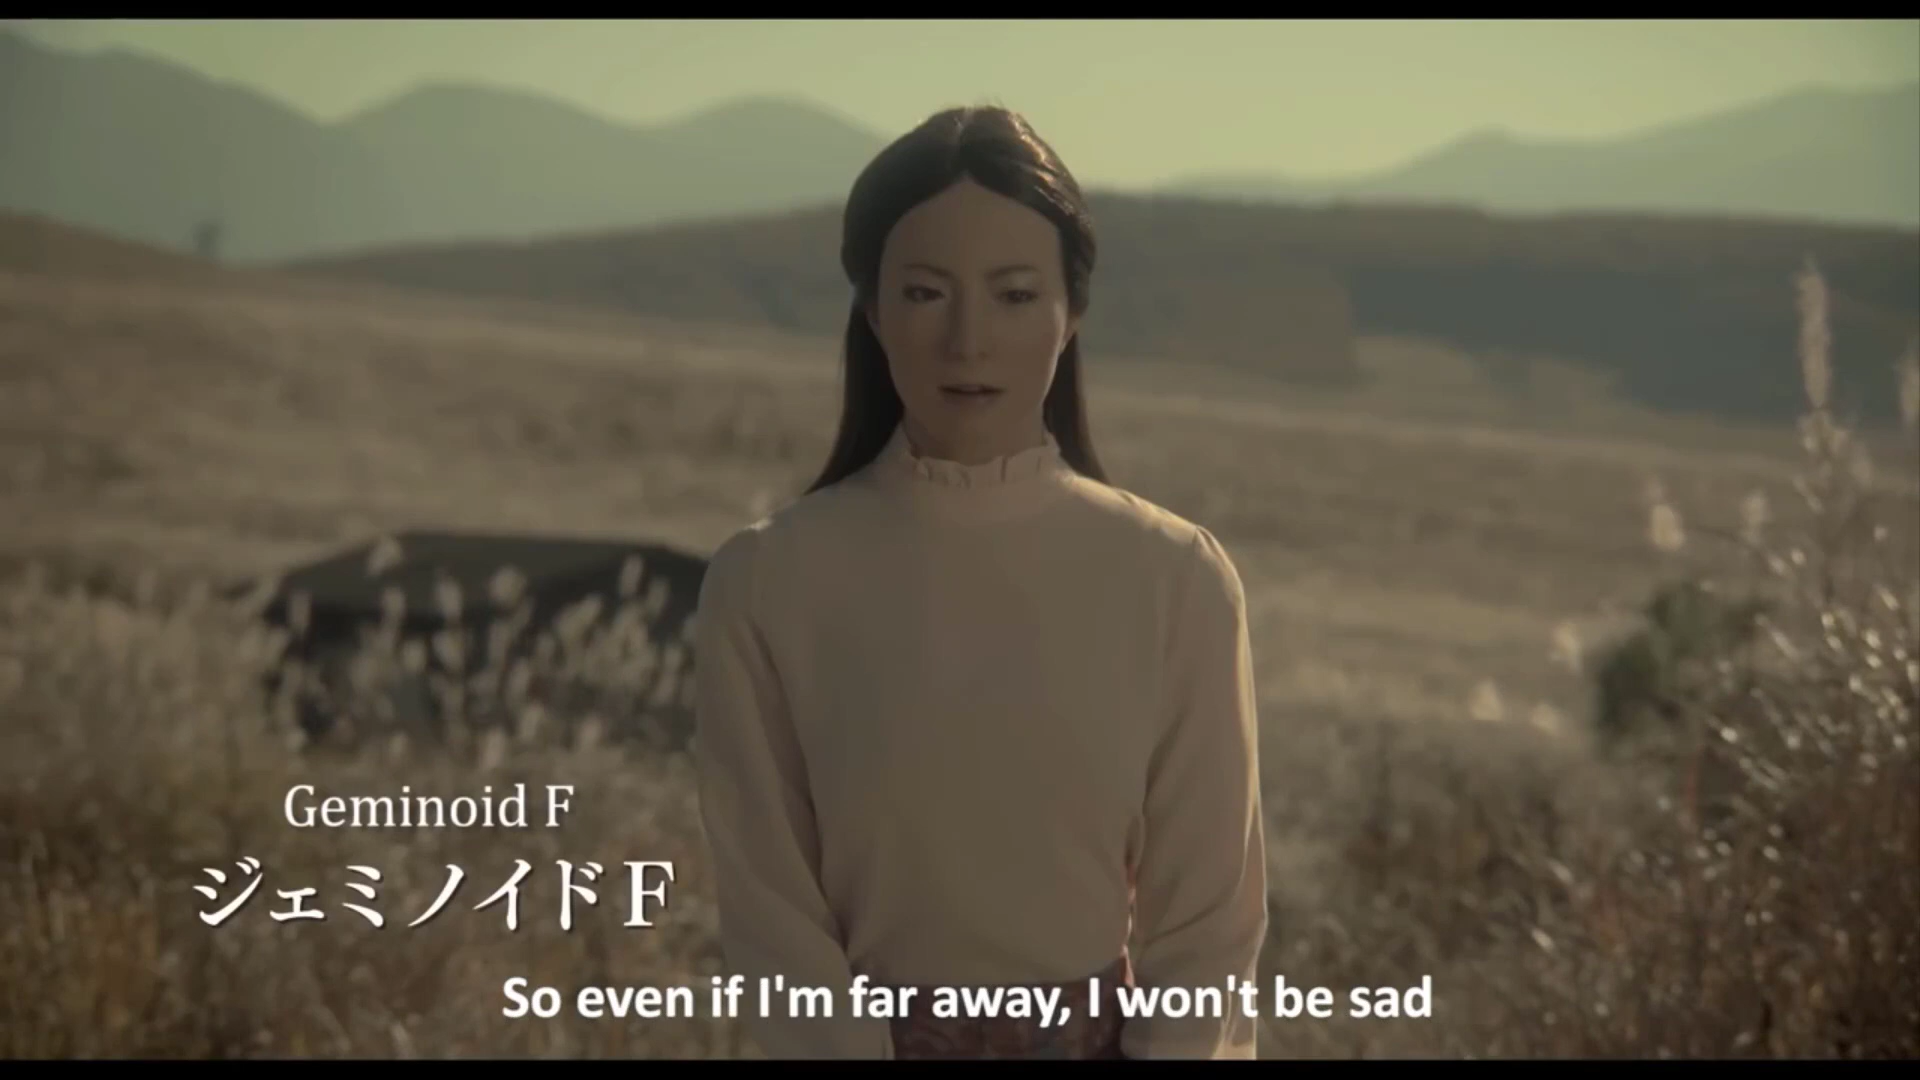 Geminoid F
ジェミノイドF
So even if I'm far away, I won't be sad